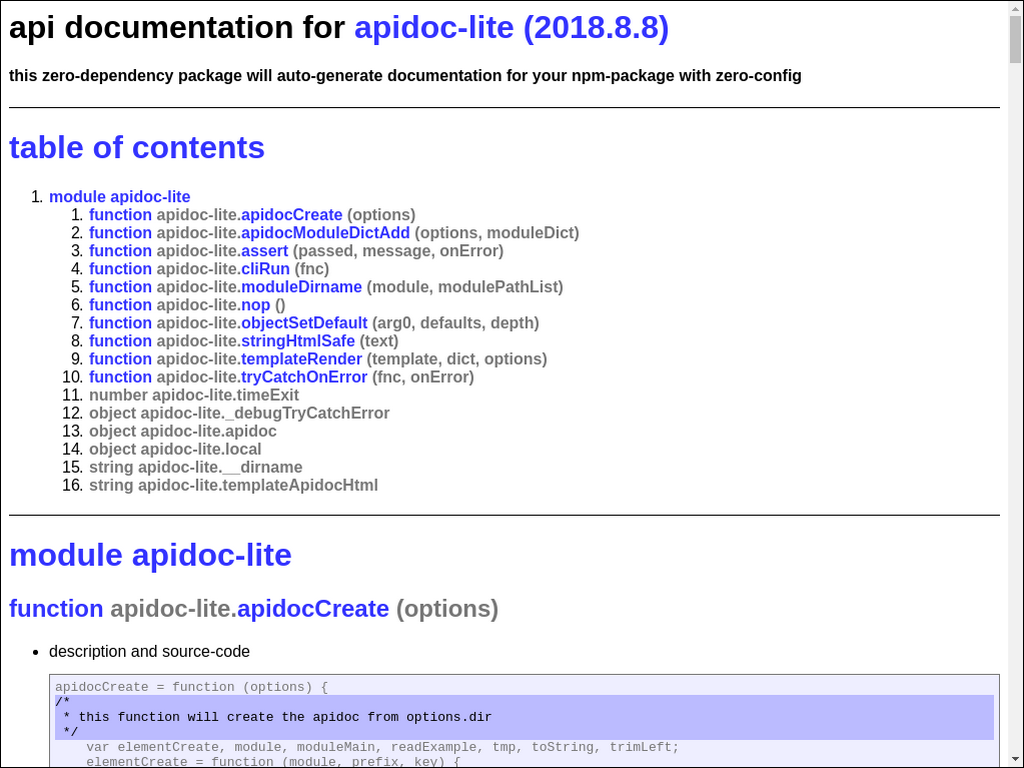 api documentation for apidoc-lite (2018.8.8)
this zero-dependency package will auto-generate documentation for your npm-package with zero-config
table of contents
1. module apidoc-lite
1. function apidoc-lite.apidocCreate (options)
2. function apidoc-lite.apidocModuleDictAdd (options, moduleDict)
3. function apidoc-lite.assert (passed, message, onError)
4. function apidoc-lite.cliRun (fnc)
5. function apidoc-lite.moduleDirname (module, modulePathList)
6. function apidoc-lite.nop ()
7. function apidoc-lite.objectSetDefault (arg0, defaults, depth)
8. function apidoc-lite.stringHtmlSafe (text)
9. function apidoc-lite.templateRender (template, dict, options)
10. function apidoc-lite.tryCatchOnError (fnc, onError)
11. number apidoc-lite.timeExit
12. object apidoc-lite._debugTryCatchError
13. object apidoc-lite.apidoc
14. object apidoc-lite.local
15. string apidoc-lite.__dirname
16. string apidoc-lite.templateApidocHtml
module apidoc-lite
function apidoc-lite.apidocCreate (options)
• description and source-code
apidocCreate = function (options) {
/*
 * this function will create the apidoc from options.dir
 */
    var elementCreate, module, moduleMain, readExample, tmp, toString, trimLeft;
    elementCreate = function (module, prefix, key) {